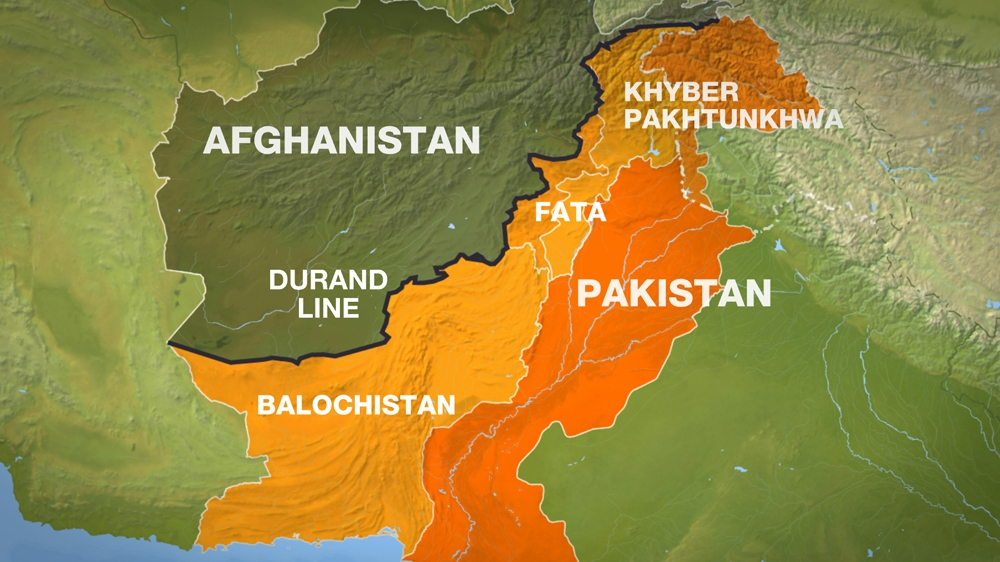 KHYBER
PAKHTUNKHWA
AFGHANISTAN
FATA
DURAND
LINE
PAKISTAN
BALOCHISTAN